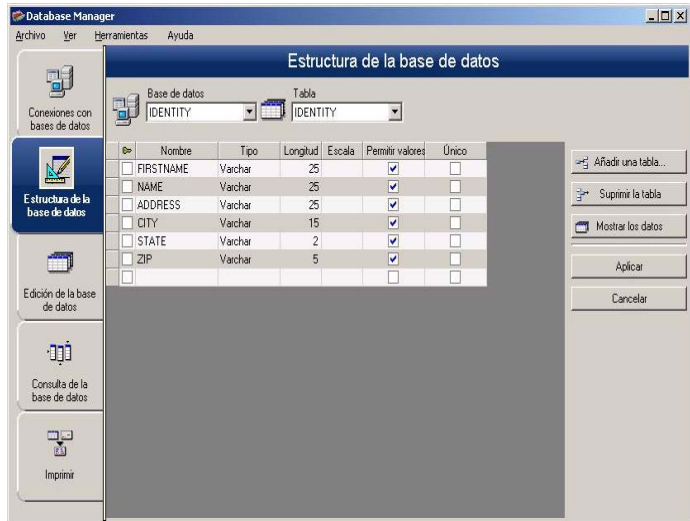 Database Manager
Archivo Ver Herramientas Ayuda
Estructura de la base de datos
Conexiones con
bases de datos
Estructura de la
base de datos
Edición de la base
de datos
Consulta de la
base de datos
Imprimir
Base de datos
IDENTITY
Tabla
IDENTITY
Nombre Tipo Longitud Escala Permitir valores Único
FIRSTNAME Varchar 25
NAME Varchar 25
ADDRESS Varchar 25
CITY Varchar 15
STATE Varchar 2
ZIP Varchar 5
Añadir una tabla...
Suprimir la tabla
Mostrar los datos
Aplicar
Cancelar